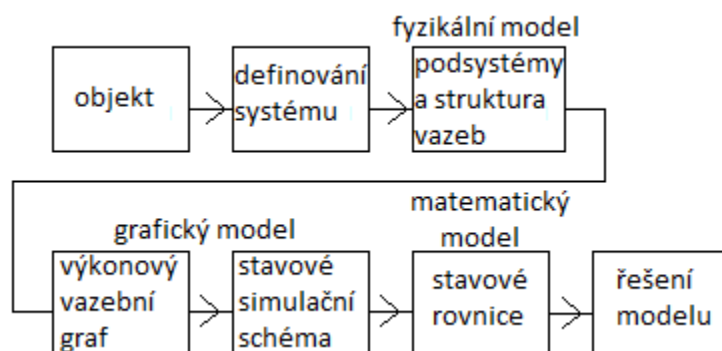 fyzikální model
objekt
definování
systému
podsystémy
a struktura
vazeb
grafický model
matematický
model
výkonový
vazební
graf
stavové
simulační
schéma
stavové
rovnice
řešení
modelu